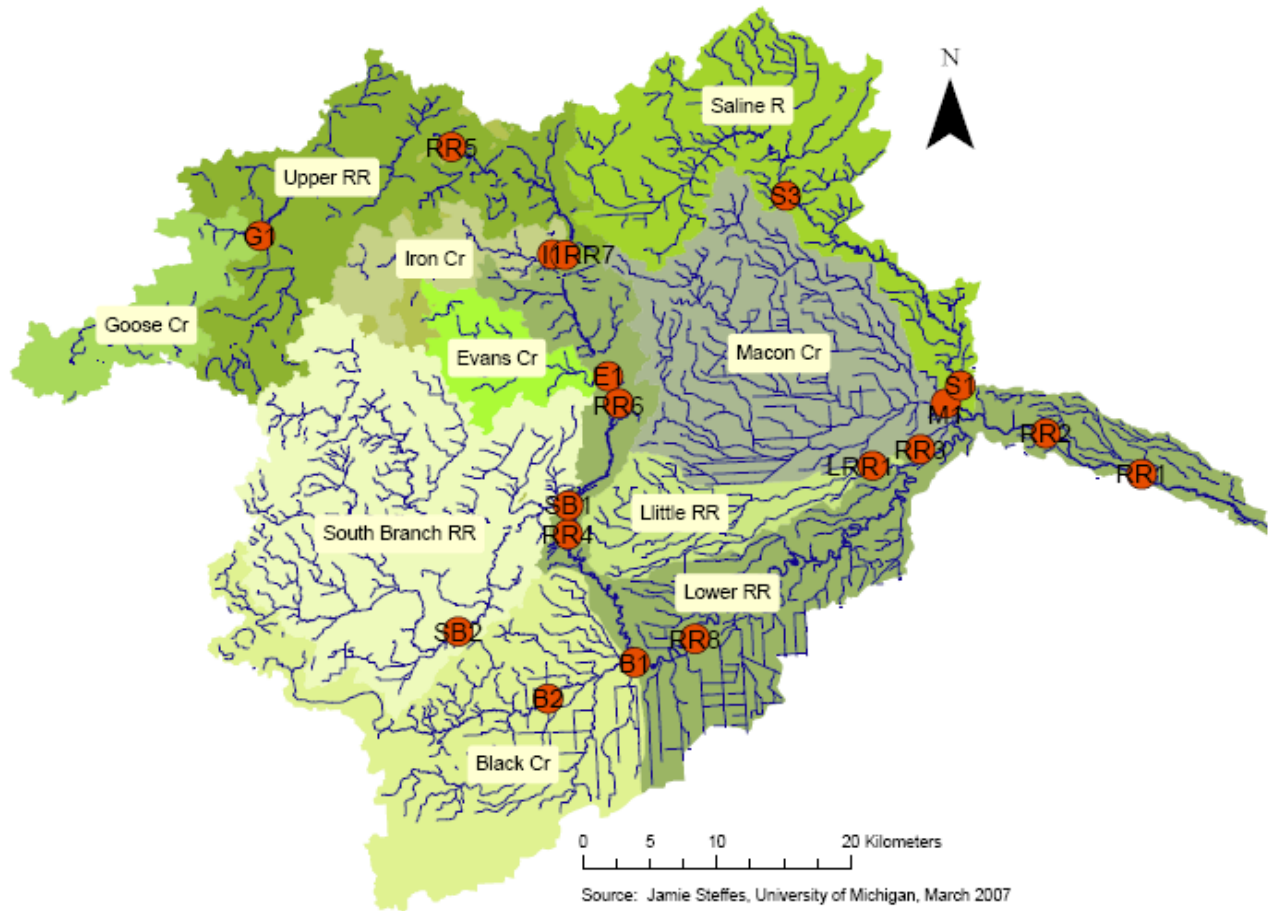 N
Saline R
RR5
Upper RR
S3
G1
I1RR7
Iron Cr
Goose Cr
Evans Cr
Macon Cr
E1
S1
RR6
M1
RR2
RR3
LRR1
RR1
SB1
Llittle RR
South Branch RR
RR4
Lower RR
SB2
RR8
B1
B2
Black Cr
0 5 10 20 Kilometers
Source: Jamie Steffes, University of Michigan, March 2007